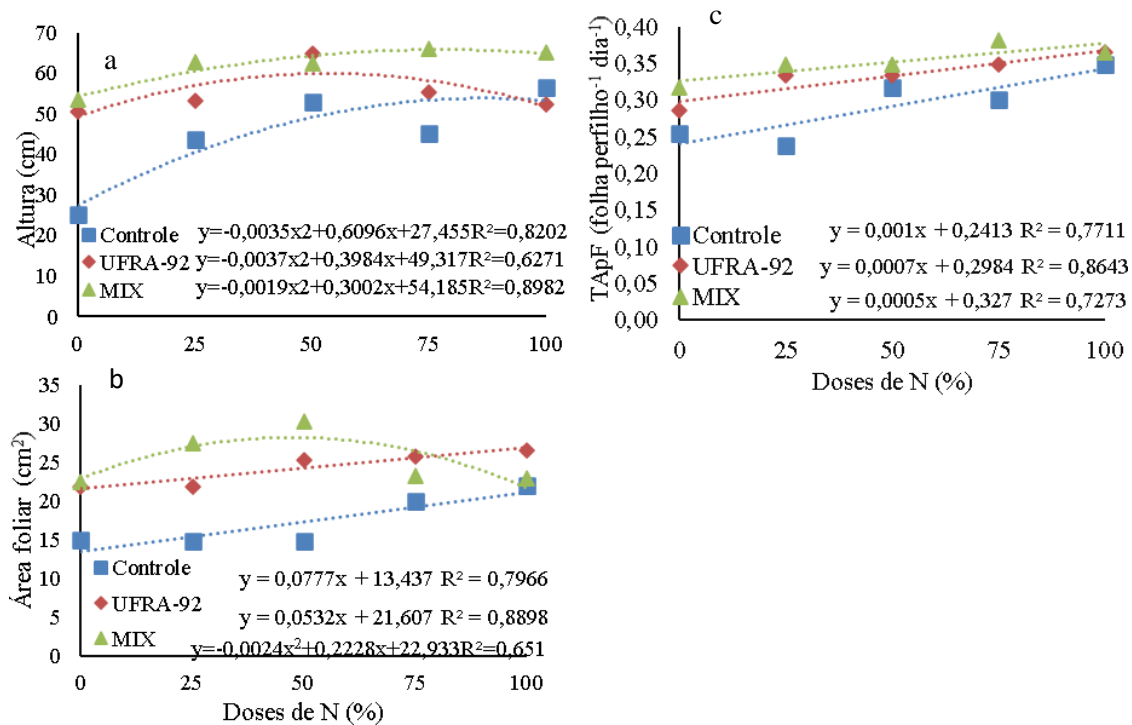 a
Altura (cm)
70
60
50
40
30
20
10
0
Controle y=-0,0035x2+0,6096x+27,455R²=0,8202
UFRA-92 y=-0,0037x2+0,3984x+49,317R²=0,6271
MIX y=-0,0019x2+0,3002x+54,185R²=0,8982
0 25 50 75 100
c
TApF (folha perfilho⁻¹ dia⁻¹)
0,40
0,35
0,30
0,25
0,20
0,15
0,10
0,05
0,00
Controle y = 0,001x + 0,2413 R² = 0,7711
UFRA-92 y = 0,0007x + 0,2984 R² = 0,8643
MIX y = 0,0005x + 0,327 R² = 0,7273
0 25 50 75 100
Doses de N (%)
b
Área foliar (cm²)
35
30
25
20
15
10
5
0
Controle y = 0,0777x + 13,437 R² = 0,7966
UFRA-92 y = 0,0532x + 21,607 R² = 0,8898
MIX y=-0,0024x²+0,2228x+22,933R²=0,651
0 25 50 75 100
Doses de N (%)